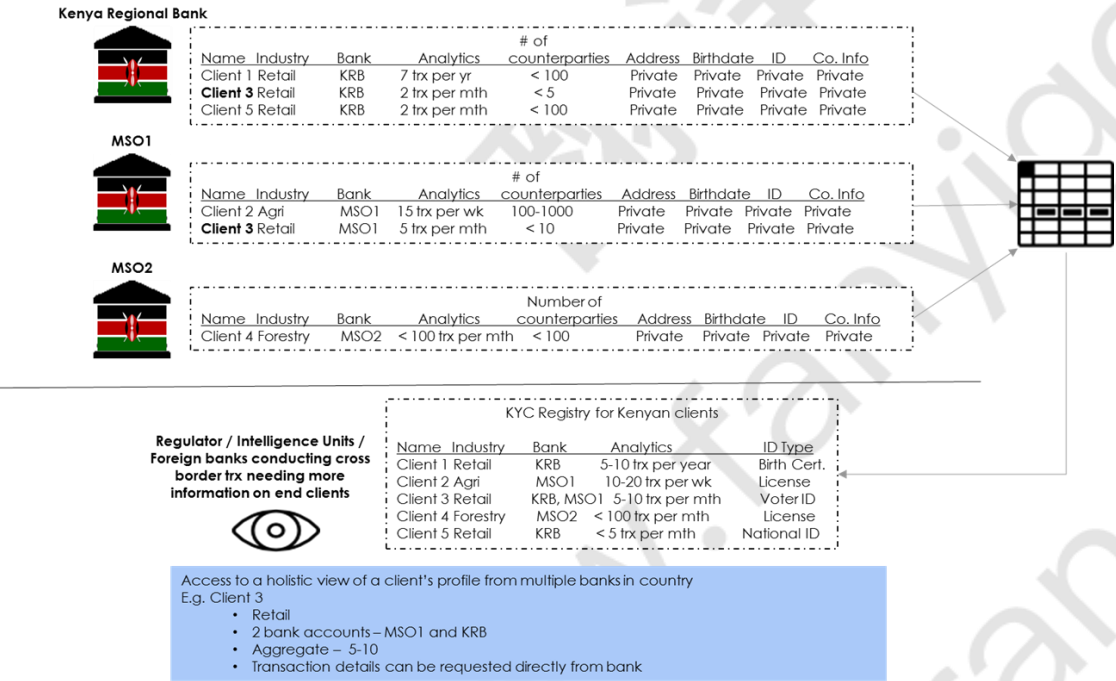 Kenya Regional Bank
# of
Name Industry Bank Analytics counterparties Address Birthdate ID Co. Info
Client 1 Retail KRB 7 trx per yr < 100 Private Private Private Private
Client 3 Retail KRB 2 trx per mth < 5 Private Private Private Private
Client 5 Retail KRB 2 trx per mth < 100 Private Private Private Private
MSO1
# of
Name Industry Bank Analytics counterparties Address Birthdate ID Co. Info
Client 2 Agri MSO1 15 trx per wk 100-1000 Private Private Private Private
Client 3 Retail MSO1 5 trx per mth < 10 Private Private Private Private
MSO2
Number of
Name Industry Bank Analytics counterparties Address Birthdate ID Co. Info
Client 4 Forestry MSO2 < 100 trx per mth < 100 Private Private Private Private
KYC Registry for Kenyan clients
Name Industry Bank Analytics ID Type
Client 1 Retail KRB 5-10 trx per year Birth Cert.
Client 2 Agri MSO1 10-20 trx per wk License
Client 3 Retail KRB, MSO1 5-10 trx per mth Voter ID
Client 4 Forestry MSO2 < 100 trx per mth License
Client 5 Retail KRB < 5 trx per mth National ID
Regulator / Intelligence Units /
Foreign banks conducting cross
border trx needing more
information on end clients
Access to a holistic view of a client's profile from multiple banks in country
E.g. Client 3
• Retail
• 2 bank accounts – MSO1 and KRB
• Aggregate – 5-10
• Transaction details can be requested directly from bank